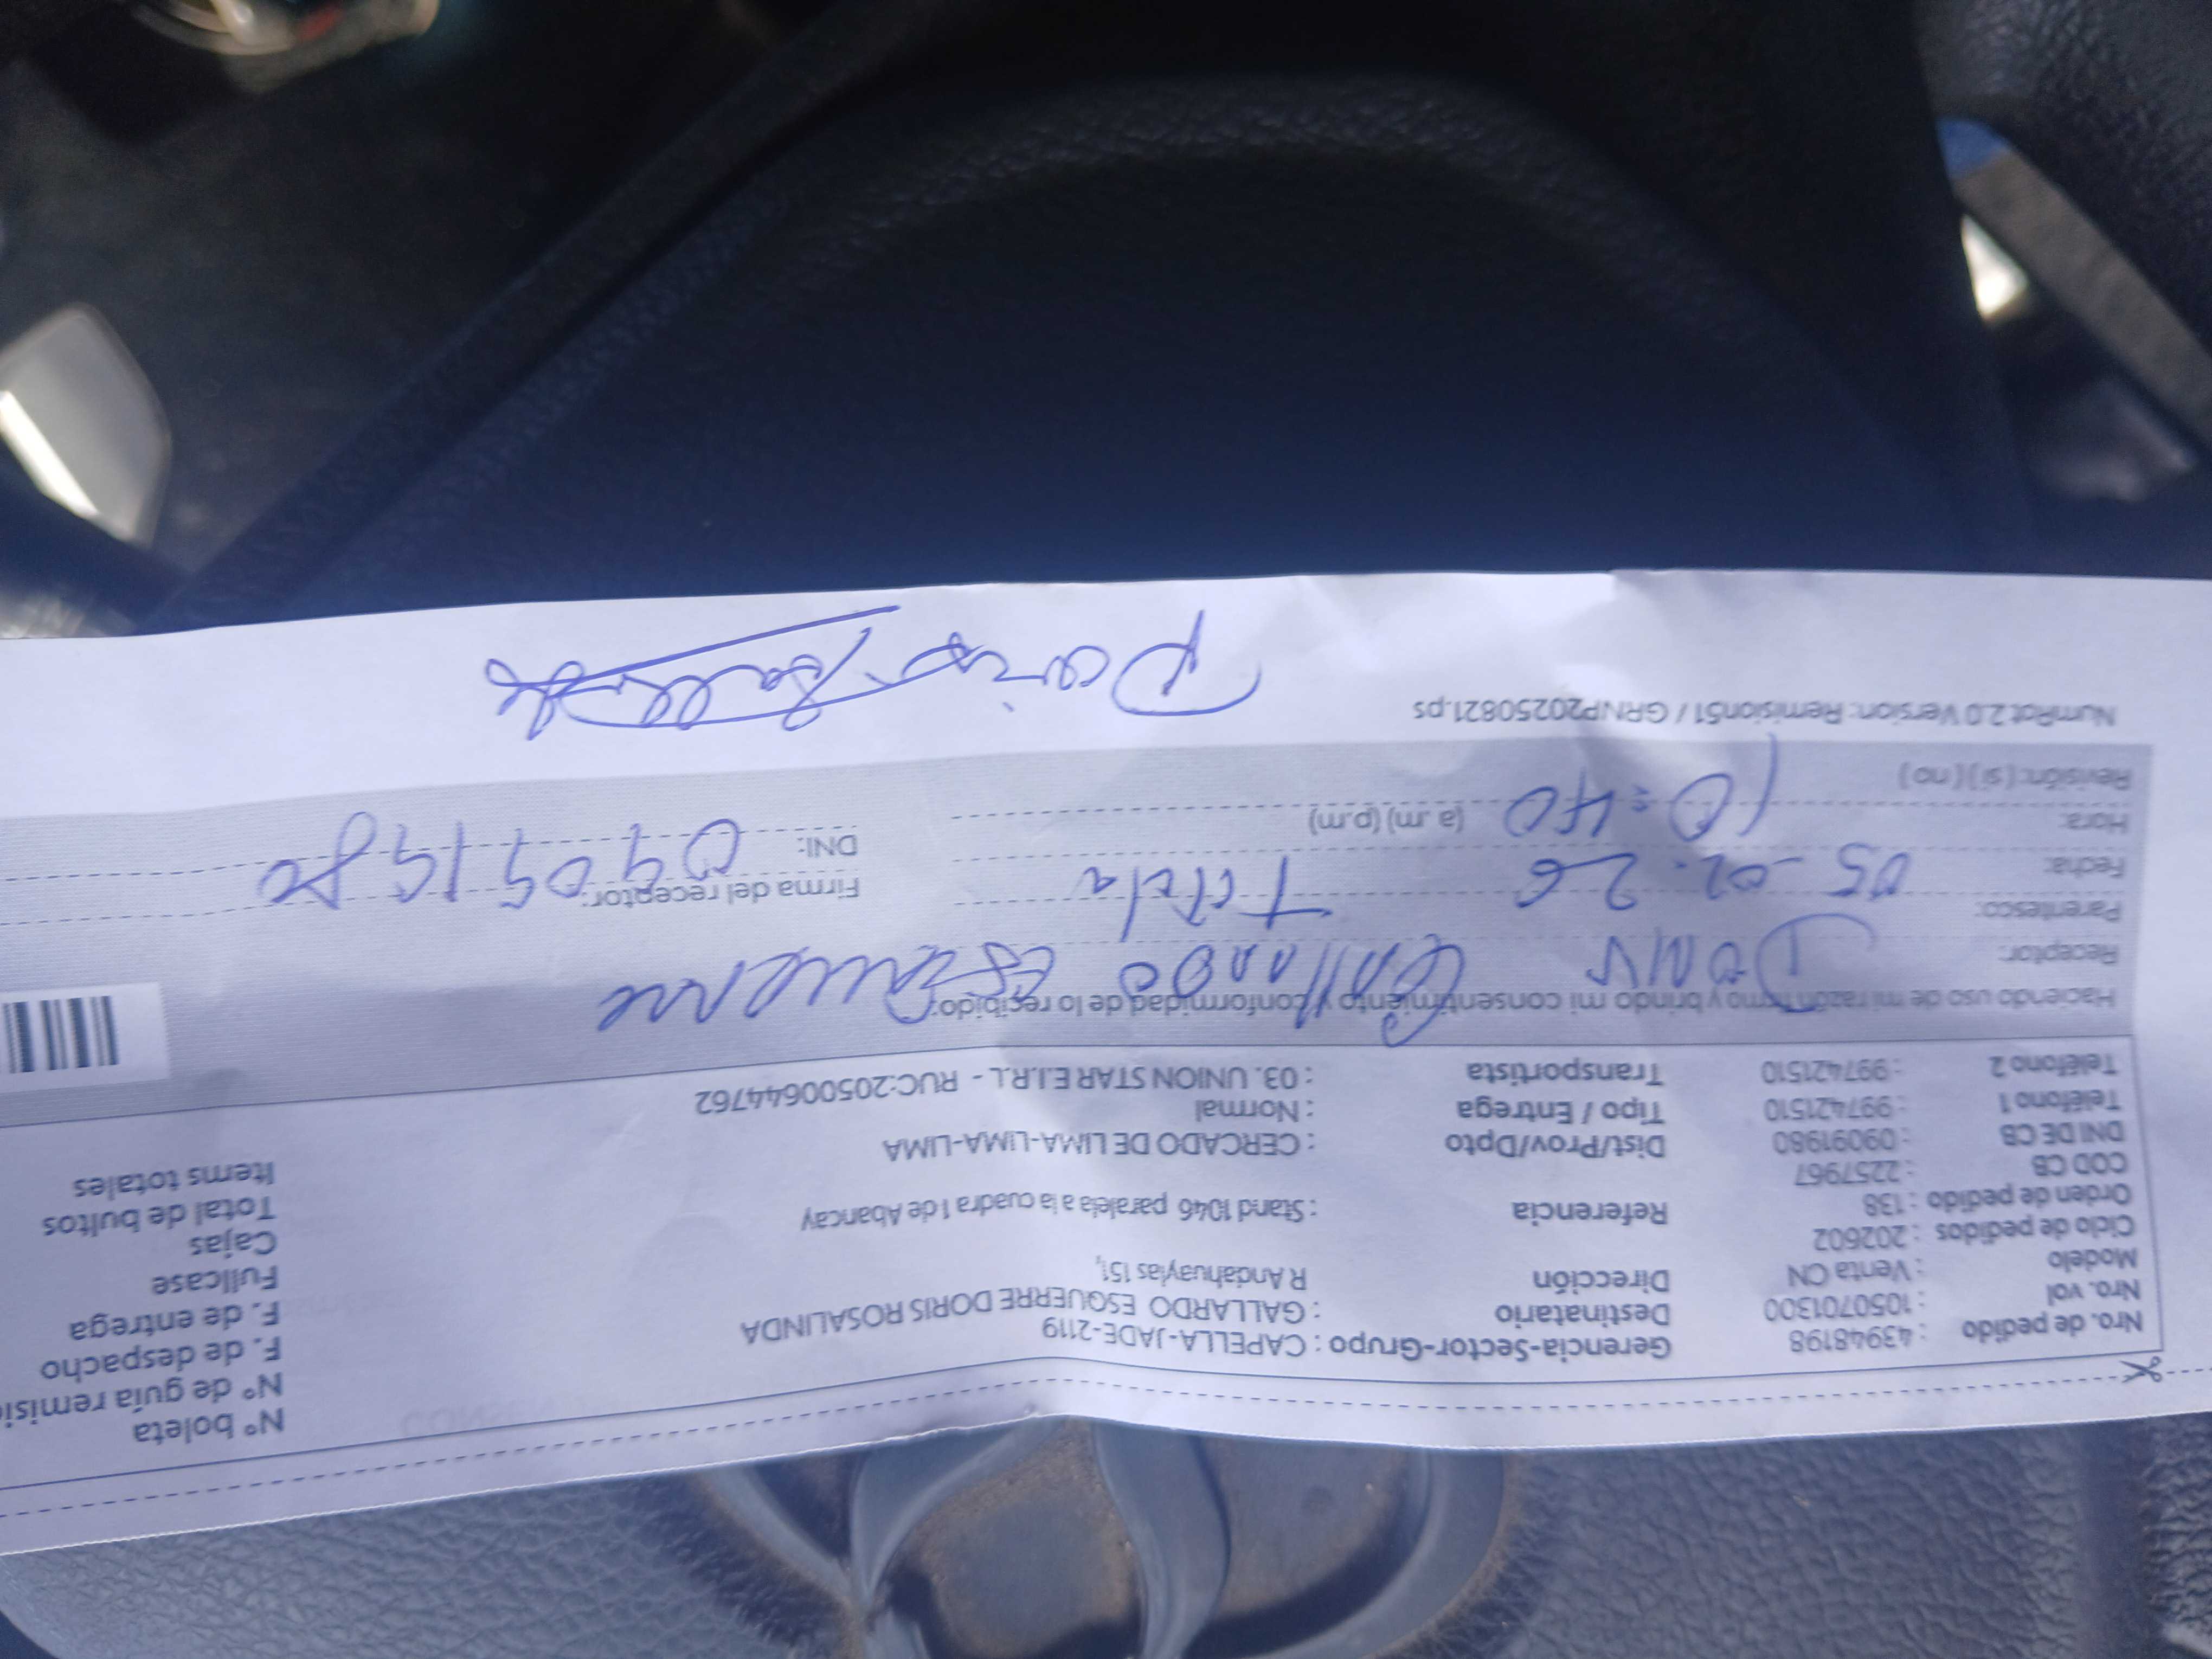 Nº boleta
Nro. de pedido : 43948198 Gerencia-Sector-Grupo : CAPELLA-JADE-2119 Nº de guía remisi
Nro. vol : 1050701300 Destinatario : GALLARDO ESQUERRE DORIS ROSALINDA F. de despacho
Modelo : Venta CN Dirección R Andahuaylas 151, F. de entrega
Ciclo de pedidos : 202602 Fullcase
Orden de pedido : 138 Referencia : Stand 1046 paralela a la cuadra 1 de Abancay Cajas
COD CB : 2257967 Total de bultos
DNI DE CB : 09091980 Dist/Prov/Dpto : CERCADO DE LIMA-LIMA-LIMA Items totales
Teléfono 1 : 997421510 Tipo / Entrega : Normal
Teléfono 2 : 997421510 Transportista : 03. UNION STAR E.I.R.L - RUC:20500644762
Haciendo uso de mi razón firmo y brindo mi consentimiento y conformidad de lo recibido:
Receptor: Gallardo Esquerre
Parentesco: Firma del receptor:
Fecha: 05-02-26
Hora: 10:40 (a.m) (p.m) DNI:
Revisión: (si) (no)
NumRot 2.0 Version: Remision51 / GRNP20250821.ps